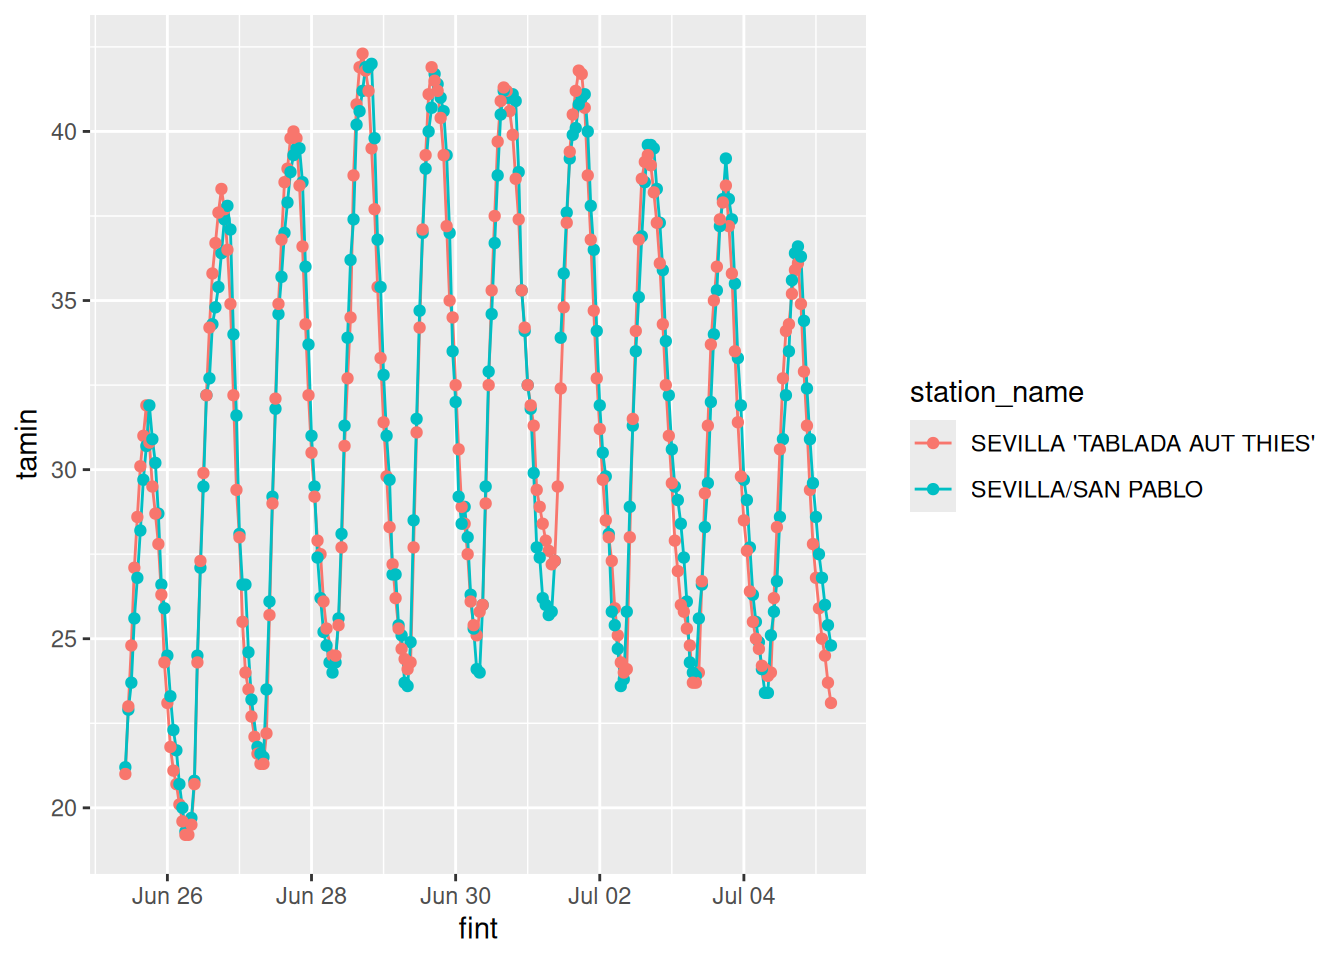 40
35
30
25
20
tamin
Jun 26
Jun 28
Jun 30
Jul 02
Jul 04
fint
station_name
SEVILLA 'TABLADA AUT THIES'
SEVILLA/SAN PABLO